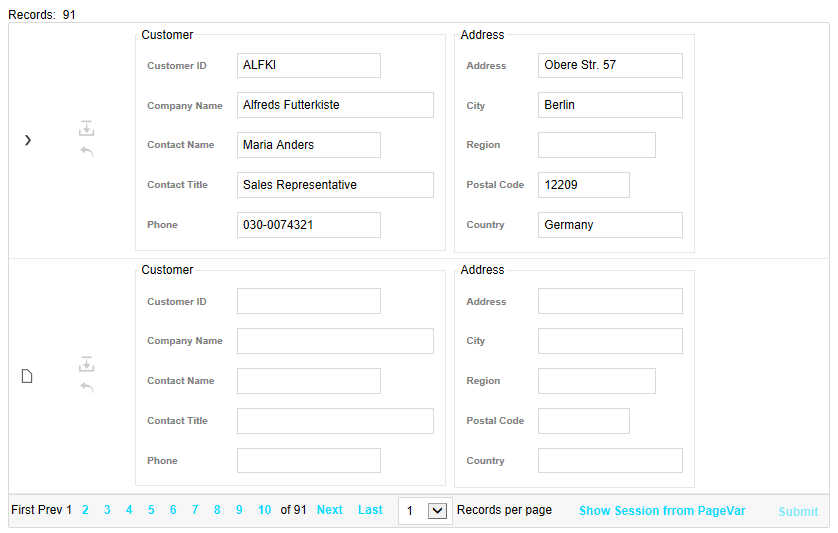 Records: 91
Customer Address
Customer ID ALFKI Address Obere Str. 57
Company Name Alfreds Futterkiste City Berlin
Contact Name Maria Anders Region
Contact Title Sales Representative Postal Code 12209
Phone 030-0074321 Country Germany
Customer Address
Customer ID Address
Company Name City
Contact Name Region
Contact Title Postal Code
Phone Country
First Prev 1 2 3 4 5 6 7 8 9 10 of 91 Next Last 1 Records per page Show Session frrom PageVar Submit